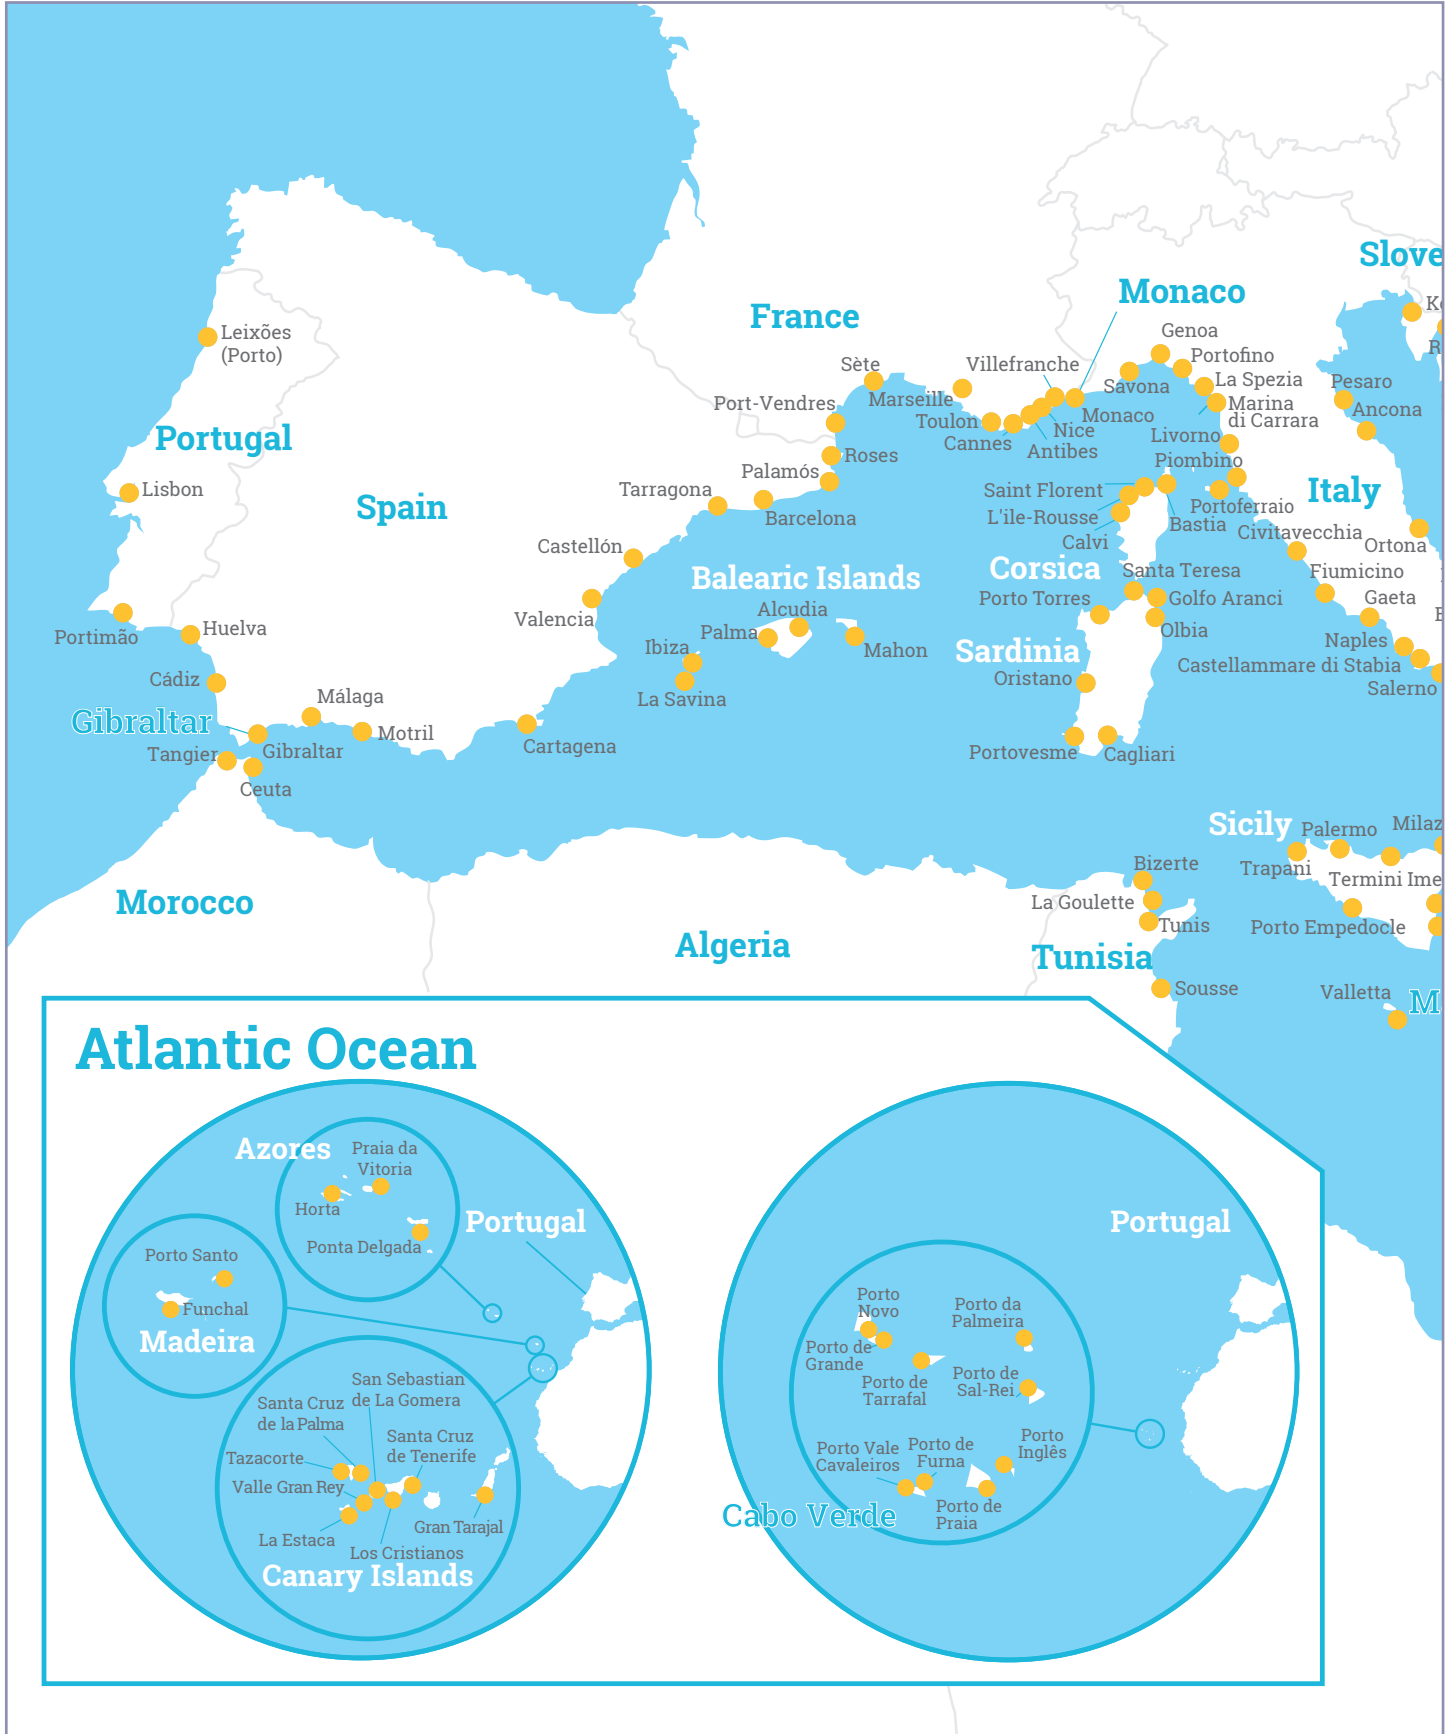 Slove
Monaco
France
Genoa
Leixões
(Porto)
Portofino
Sète
Villefranche
La Spezia
Savona
Pesaro
Marseille
Port-Vendres
Marina
di Carrara
Ancona
Monaco
Toulon
Nice
Cannes
Antibes
Livorno
Portugal
Roses
Piombino
Palamós
Lisbon
Tarragona
Saint Florent
Italy
Spain
Portoferraio
Barcelona
L'ile-Rousse
Bastia
Civitavecchia
Castellón
Calvi
Ortona
Balearic Islands
Corsica
Santa Teresa
Fiumicino
Porto Torres
Golfo Aranci
Gaeta
Alcudia
Valencia
Huelva
Portimão
Palma
Olbia
Naples
Ibiza
Mahon
Sardinia
Castellammare di Stabia
Cádiz
Oristano
Salerno
Málaga
La Savina
Gibraltar
Motril
Tangier
Gibraltar
Cartagena
Portovesme
Cagliari
Ceuta
Sicily
Palermo
Milaz
Bizerte
Trapani
Termini Ime
Morocco
La Goulette
Tunis
Porto Empedocle
Algeria
Tunisia
Sousse
Valletta
M
Atlantic Ocean
Azores
Praia da
Vitoria
Horta
Portugal
Ponta Delgada
Porto Santo
Funchal
Madeira
San Sebastian
de La Gomera
Santa Cruz
de la Palma
Santa Cruz
de Tenerife
Tazacorte
Valle Gran Rey
Gran Tarajal
La Estaca
Los Cristianos
Canary Islands
Portugal
Porto
Novo
Porto da
Palmeira
Porto de
Grande
Porto de
Tarrafal
Porto de
Sal-Rei
Porto
Inglês
Porto Vale
Cavaleiros
Porto de
Furna
Porto de
Praia
Cabo Verde